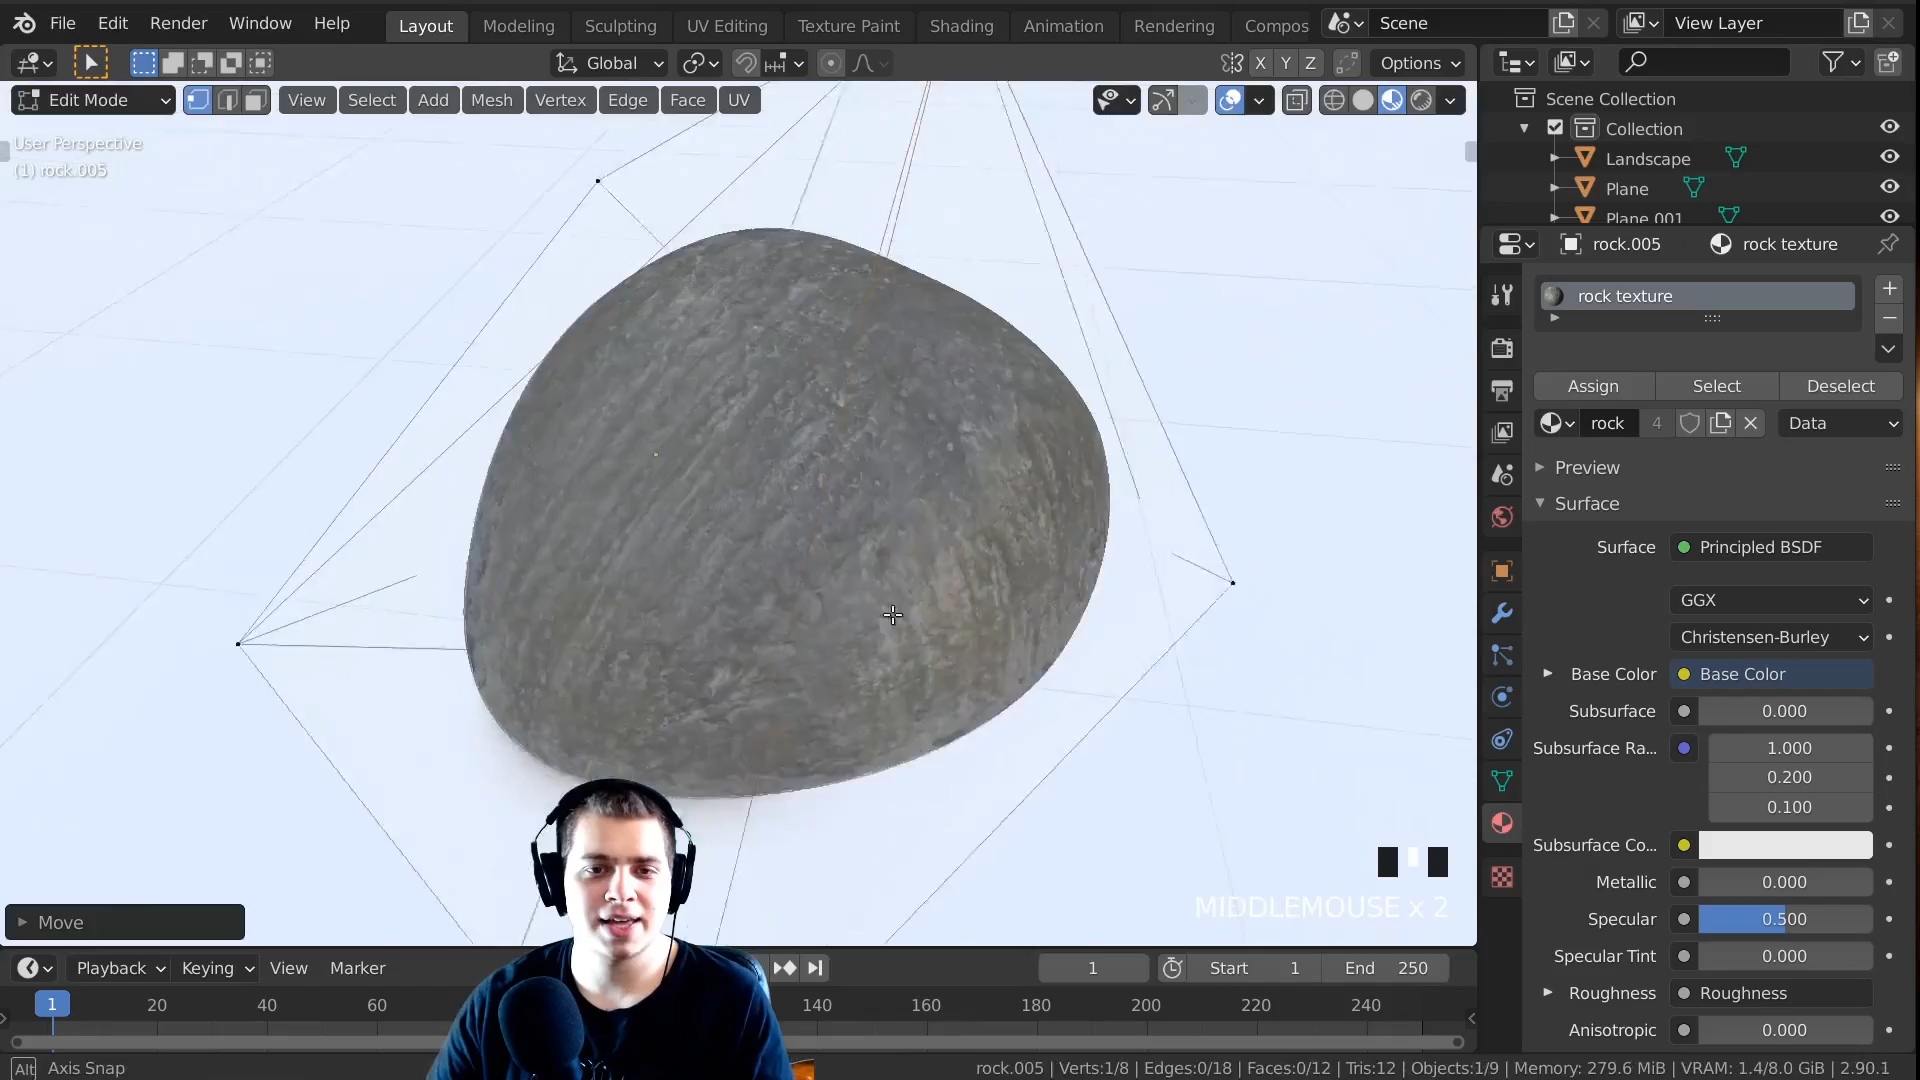 File Edit Render Window Help Layout Modeling Sculpting UV Editing Texture Paint Shading Animation Rendering Compos Scene View Layer
Global X Y Z Options
Edit Mode View Select Add Mesh Vertex Edge Face UV
User Perspective
(1) rock.005
Scene Collection
Collection
Landscape
Plane
Plane 001
rock.005 rock texture
rock texture
Assign Select Deselect
rock 4 Data
Preview
Surface
Surface Principled BSDF
GGX
Christensen-Burley
Base Color Base Color
Subsurface 0.000
Subsurface Ra... 1.000
0.200
0.100
Subsurface Co...
Metallic 0.000
Specular 0.500
Specular Tint 0.000
Roughness Roughness
Anisotropic 0.000
MIDDLEMOUSE x 2
Move
Playback Keying View Marker 1 Start 1 End 250
1 20 40 60 140 160 180 200 220 240
Alt Axis Snap
rock.005 | Verts:1/8 | Edges:0/18 | Faces:0/12 | Tris:12 | Objects:1/9 | Memory: 279.6 MiB | VRAM: 1.4/8.0 GiB | 2.90.1